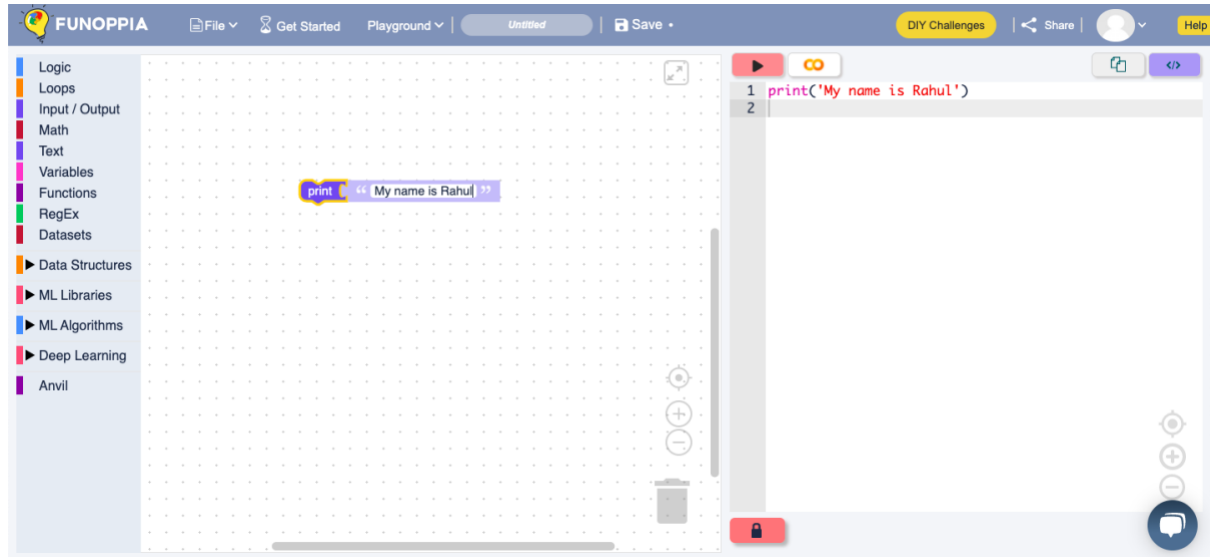 FUNOPPIA File Get Started Playground Untitled Save DIY Challenges Share Help
Logic
Loops
Input / Output
Math
Text
Variables
Functions
RegEx
Datasets
Data Structures
ML Libraries
ML Algorithms
Deep Learning
Anvil
print “ My name is Rahul ”
</>
1 print('My name is Rahul')
2